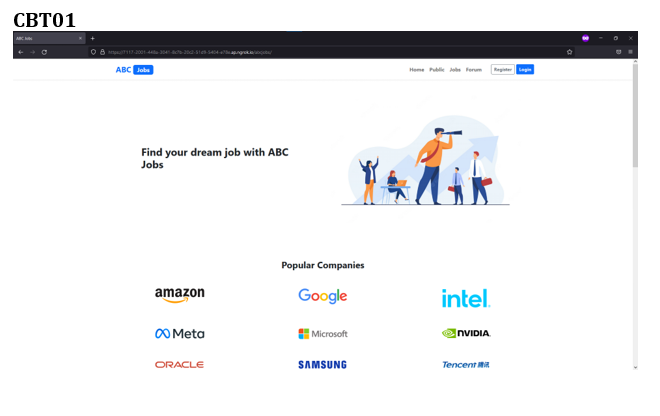 CBT01
ABC Jobs
ABC Jobs
Home Public Jobs Forum Register Login
Find your dream job with ABC
Jobs
Popular Companies
amazon Google intel
Meta Microsoft NVIDIA
ORACLE SAMSUNG Tencent 腾讯